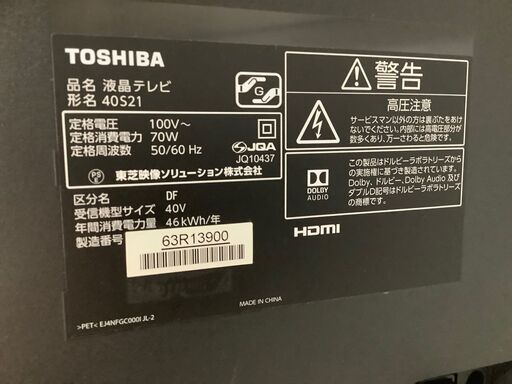 TOSHIBA
品名 液晶テレビ
形名 40S21
G
定格電圧 100V～
定格消費電力 70W
定格周波数 50/60 Hz
JQA
JQ10437
PS
E
東芝映像ソリューション株式会社
区分名 DF
受信機型サイズ 40V
年間消費電力量 46kWh/年
製造番号
63R13900
>PET< EJ4NFGC000I JL-2
MADE IN CHINA
警告
高圧注意
サービスマン以外の方は裏ぶたをあけ
ないでください。内部には高電圧部分が
数多くあり、万一さわると危険です。
DOLBY
AUDIO
この製品はドルビーラボラトリーズから
の実施権に基づき製造されています。
Dolby、ドルビー、Dolby Audio 及び
ダブルD記号はドルビーラボラトリーズ
の商標です。
HDMI